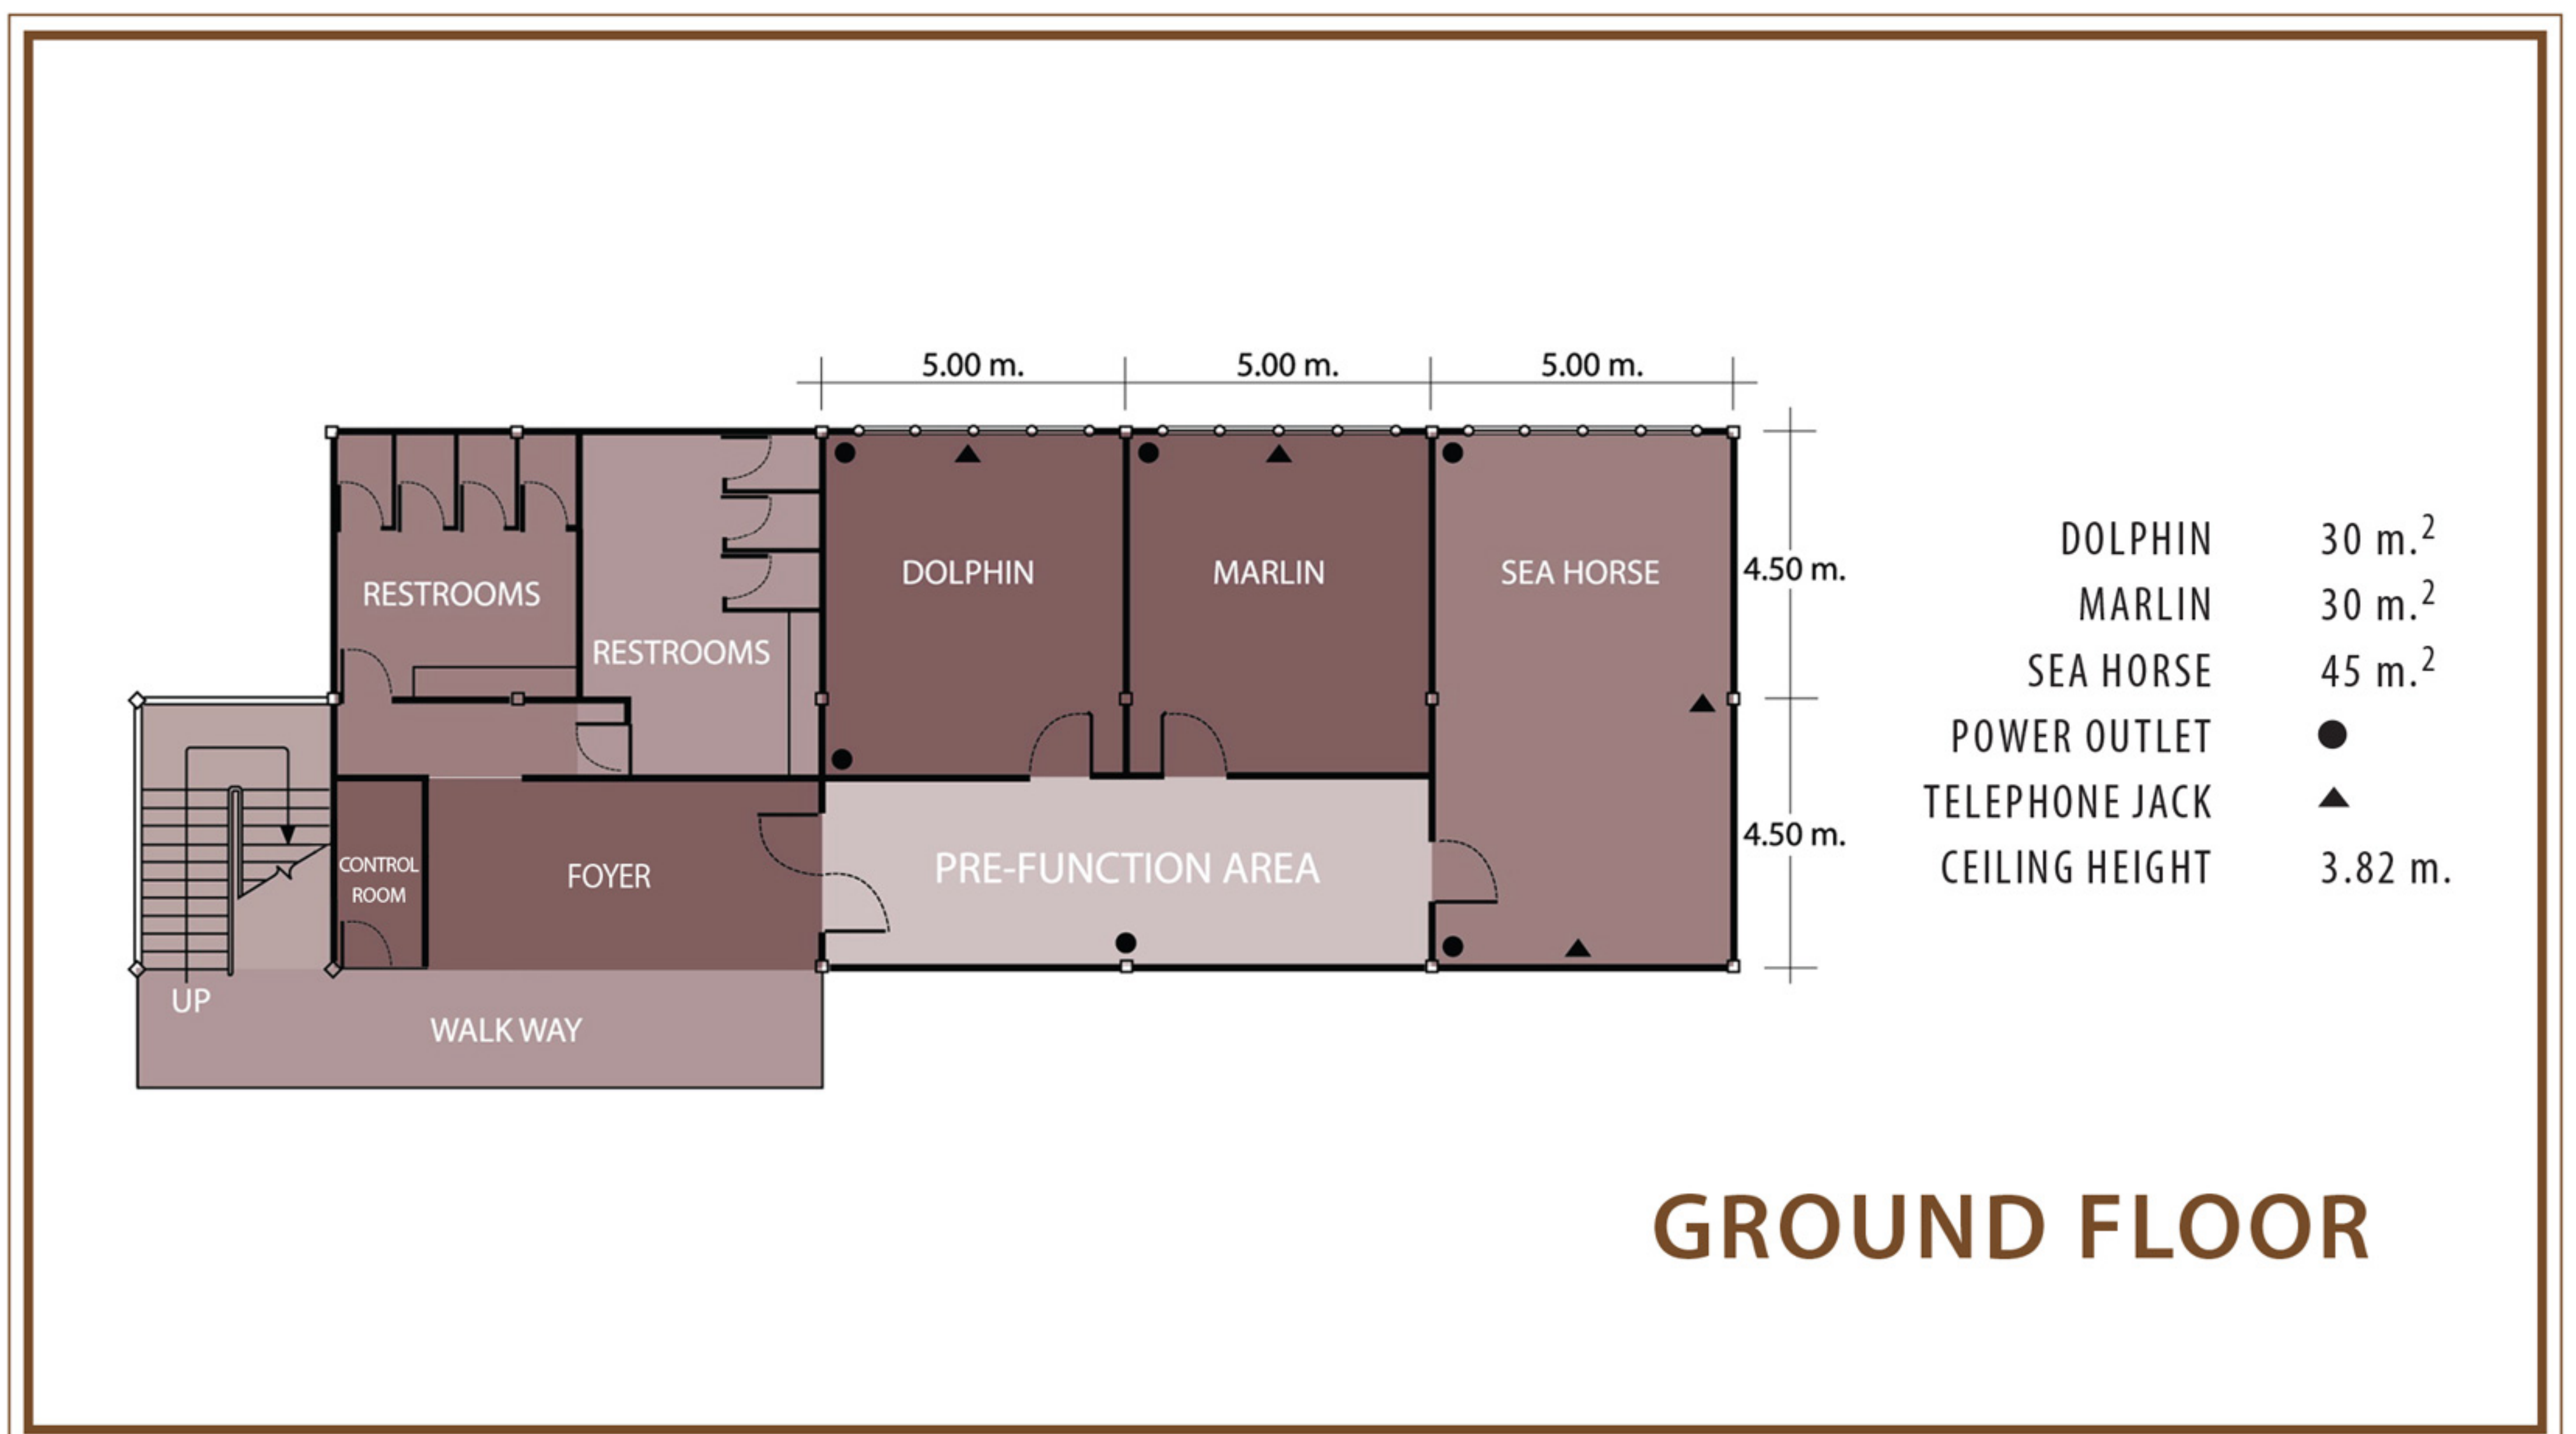 5.00 m. 5.00 m. 5.00 m.
DOLPHIN
MARLIN
SEA HORSE
4.50 m.
RESTROOMS
RESTROOMS
4.50 m.
CONTROL
ROOM
FOYER
PRE-FUNCTION AREA
UP
WALK WAY
DOLPHIN 30 m.²
MARLIN 30 m.²
SEA HORSE 45 m.²
POWER OUTLET
TELEPHONE JACK
CEILING HEIGHT 3.82 m.
GROUND FLOOR